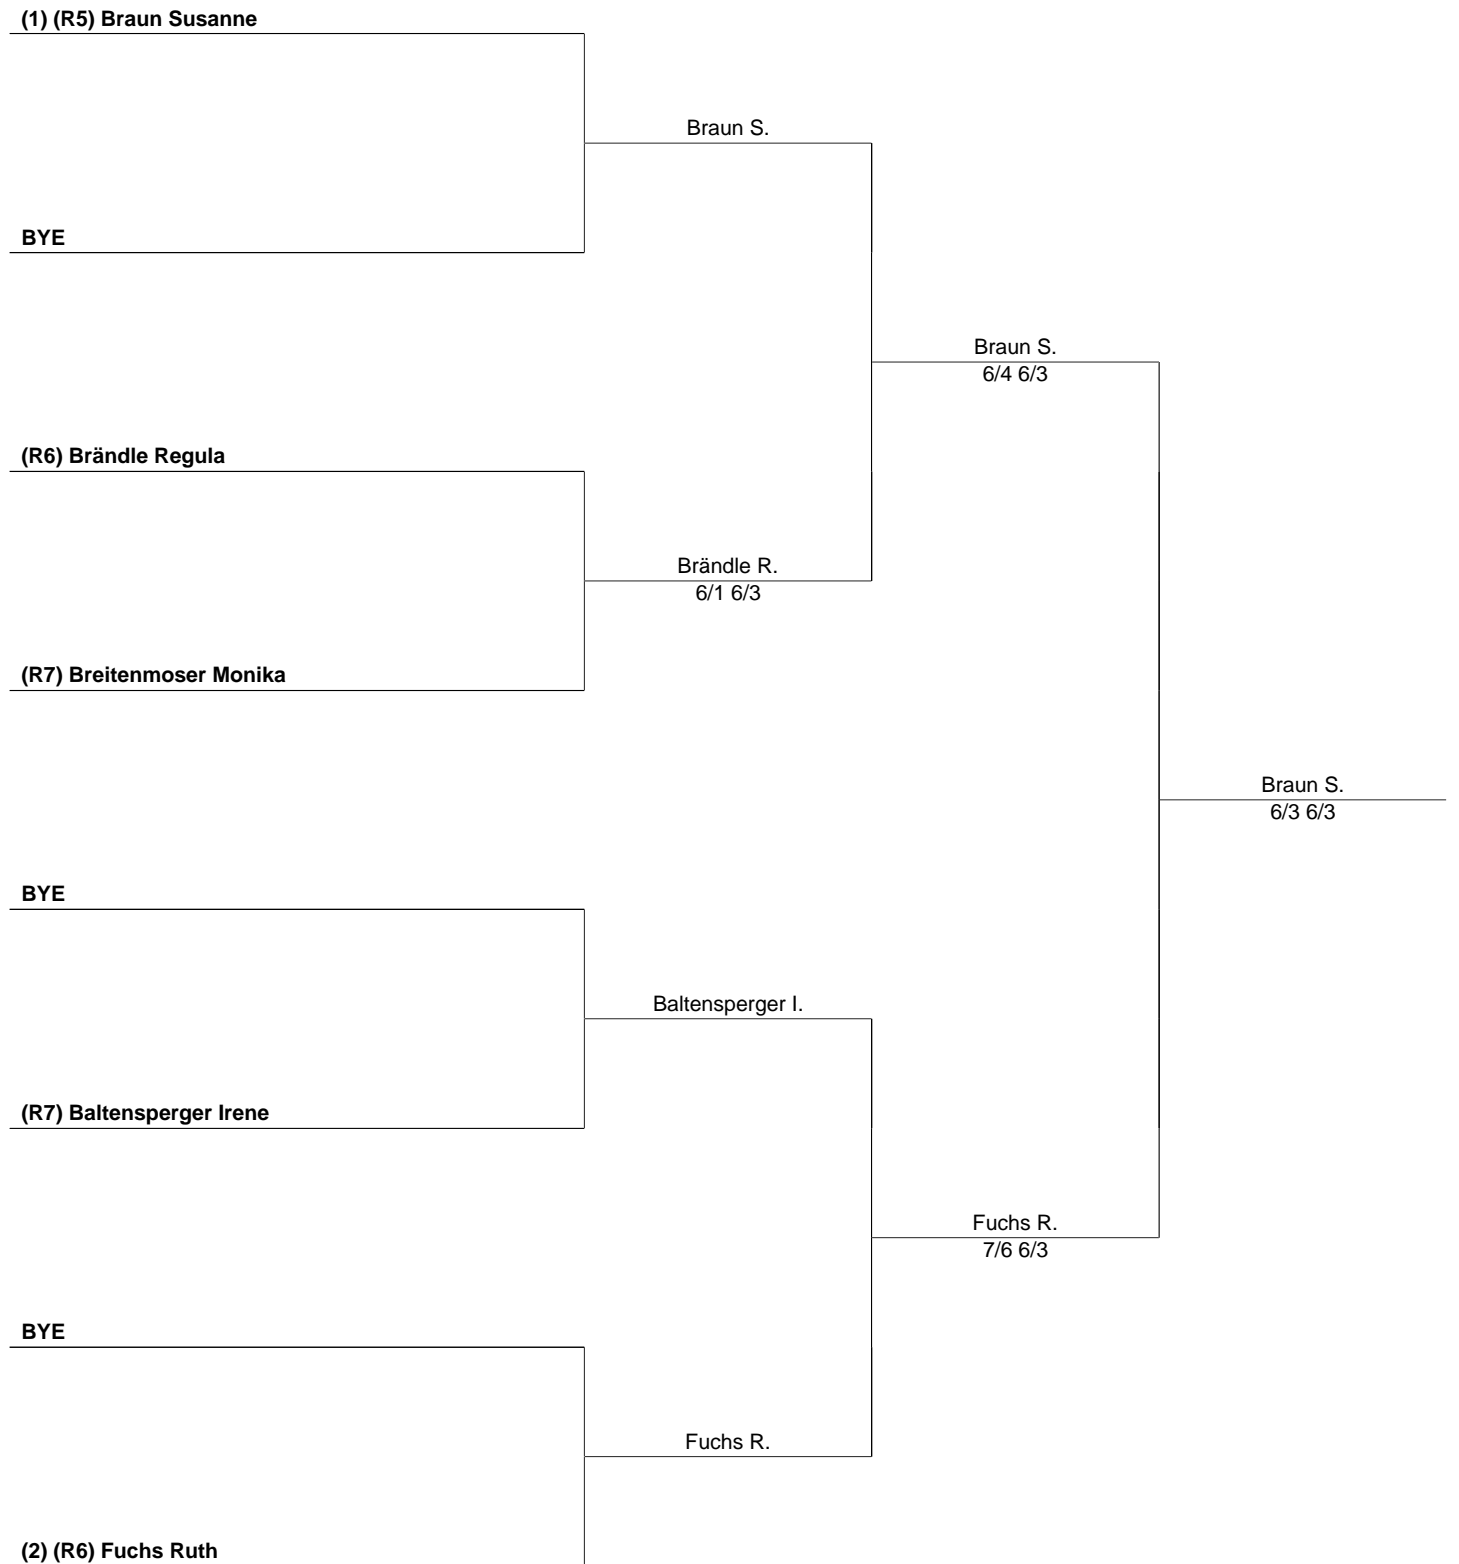 (1) (R5) Braun Susanne
Braun S.
BYE
Braun S.
6/4 6/3
(R6) Brändle Regula
Brändle R.
6/1 6/3
(R7) Breitenmoser Monika
Braun S.
6/3 6/3
BYE
Baltensperger I.
(R7) Baltensperger Irene
Fuchs R.
7/6 6/3
BYE
Fuchs R.
(2) (R6) Fuchs Ruth